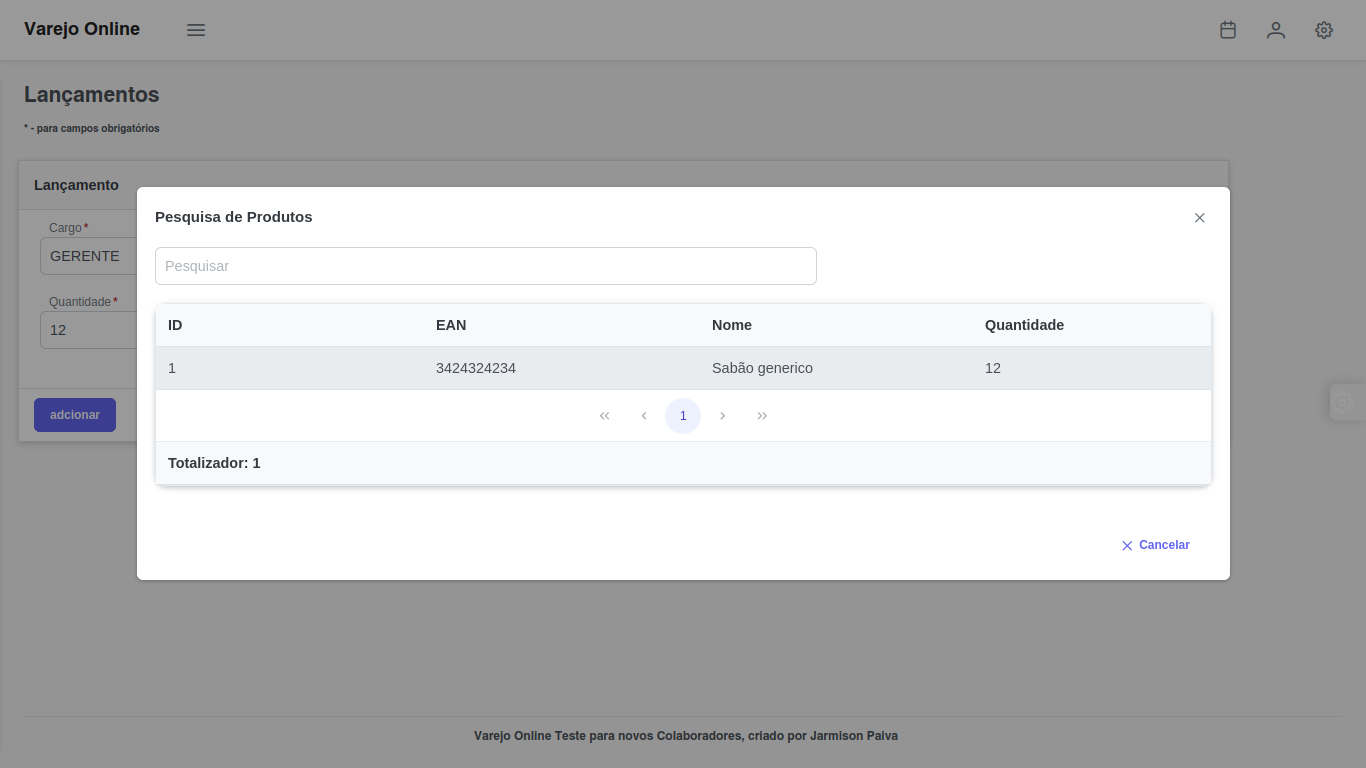 Varejo Online
Lançamentos
* - para campos obrigatórios
Lançamento
Cargo*
GERENTE
Quantidade*
12
adcionar
Pesquisa de Produtos
Pesquisar
ID EAN Nome Quantidade
1 3424324234 Sabão generico 12
1
Totalizador: 1
Cancelar
Varejo Online Teste para novos Colaboradores, criado por Jarmison Paiva